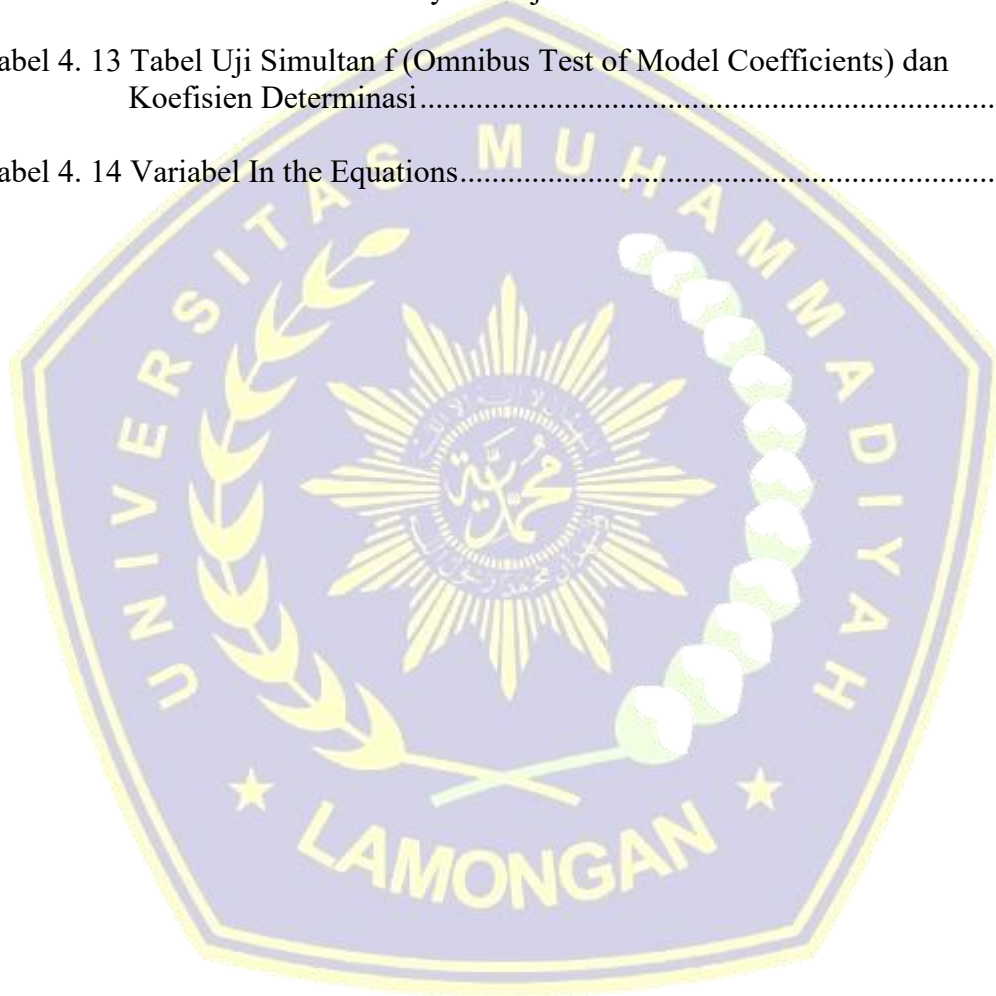 abel 4. 13 Tabel Uji Simultan f (Omnibus Test of Model Coefficients) dan
Koefisien Determinasi......................................................................
abel 4. 14 Variabel In the Equations.................................................................
UNIVERSITAS MUHAMMADIYAH
محمدية
LAMONGAN